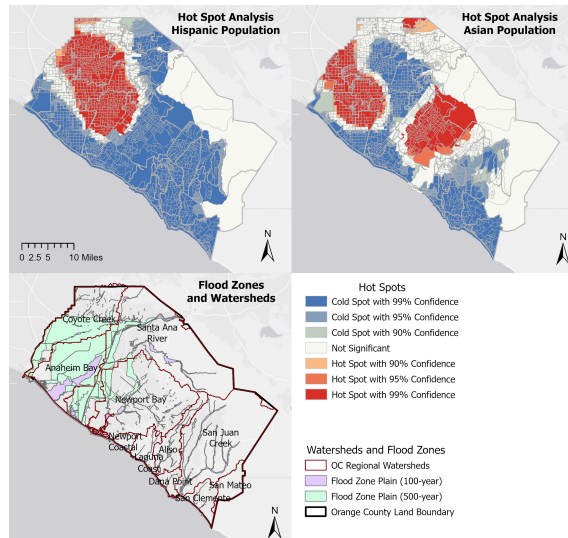 Hot Spot Analysis
Hispanic Population
N
0 2.5 5 10 Miles
Hot Spot Analysis
Asian Population
N
Flood Zones
and Watersheds
Coyote Creek
Santa Ana
River
Anaheim Bay
Newport Bay
Newport
Coastal
Aliso
Laguna
Coast
San Juan
Creek
Dana Point
San Mateo
San Clemente
N
Hot Spots
Cold Spot with 99% Confidence
Cold Spot with 95% Confidence
Cold Spot with 90% Confidence
Not Significant
Hot Spot with 90% Confidence
Hot Spot with 95% Confidence
Hot Spot with 99% Confidence
Watersheds and Flood Zones
OC Regional Watersheds
Flood Zone Plain (100-year)
Flood Zone Plain (500-year)
Orange County Land Boundary